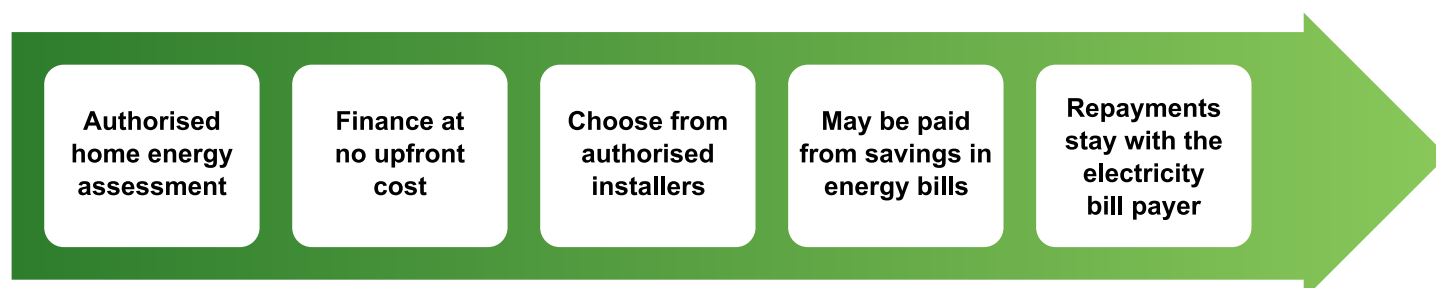 Authorised
home energy
assessment
Finance at
no upfront
cost
Choose from
authorised
installers
May be paid
from savings in
energy bills
Repayments
stay with the
electricity
bill payer